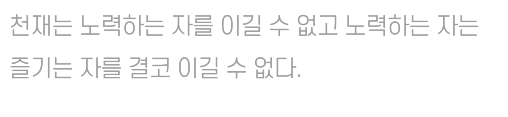 천재는 노력하는 자를 이길 수 없고 노력하는 자는
즐기는 자를 결코 이길 수 없다.